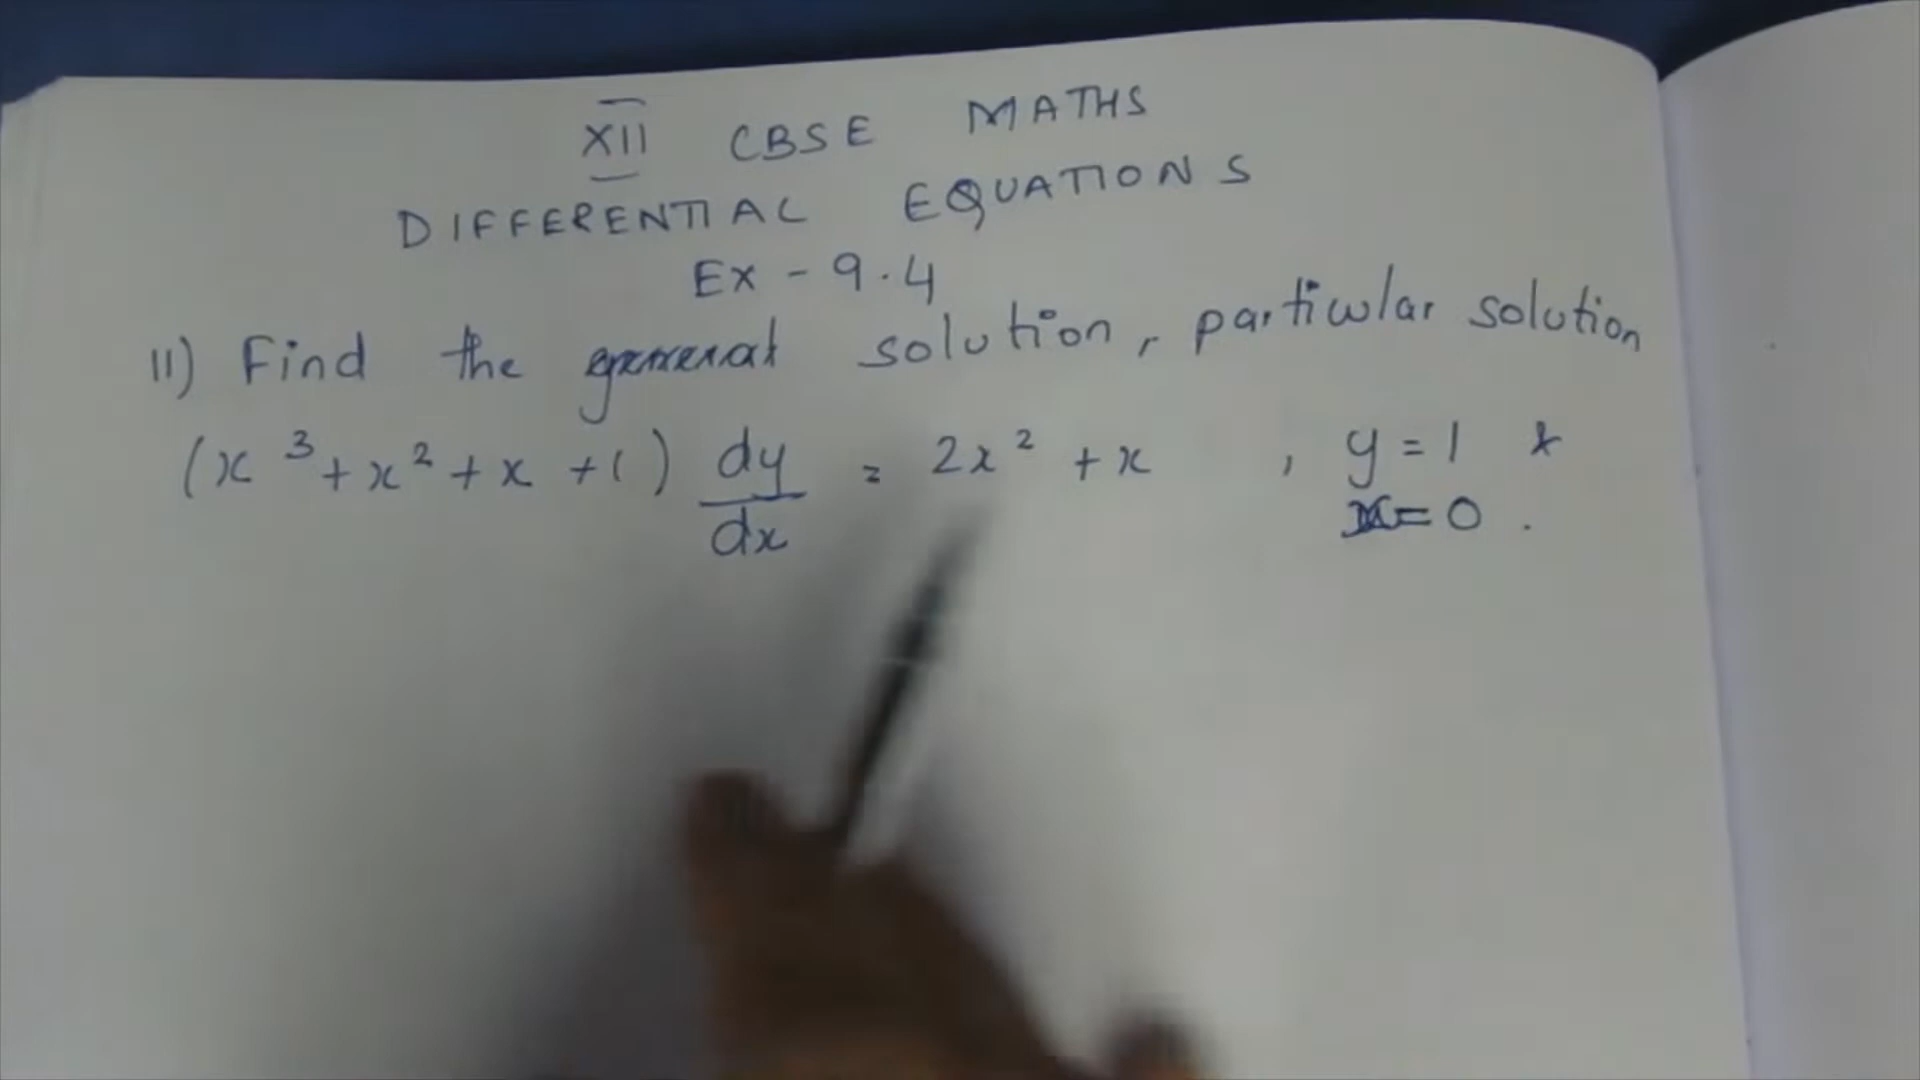 XII CBSE MATHS
DIFFERENTIAL EQUATIONS
Ex - 9.4
11) Find the general solution, particular solution
(x³ + x² + x + 1) dy/dx = 2x² + x , y = 1 &
x = 0 .